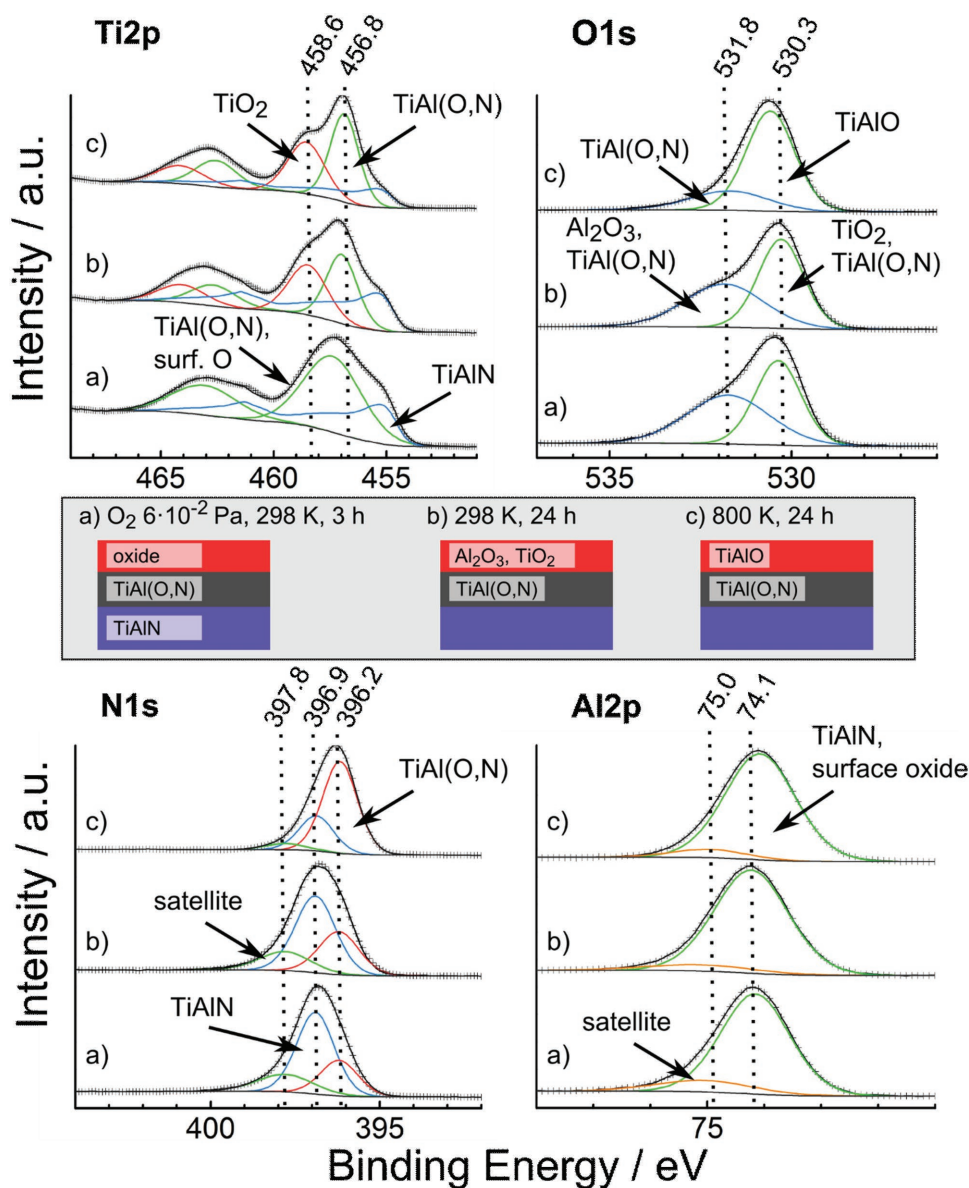 Ti2p
458.6
456.8
TiO2
TiAl(O,N)
c)
b)
TiAl(O,N),
surf. O
TiAlN
a)
465
460
455
Intensity / a.u.
O1s
531.8
530.3
TiAlO
TiAl(O,N)
c)
Al2O3,
TiAl(O,N)
TiO2,
TiAl(O,N)
b)
a)
535
530
a) O2 6·10-2 Pa, 298 K, 3 h
b) 298 K, 24 h
c) 800 K, 24 h
oxide
Al2O3, TiO2
TiAlO
TiAl(O,N)
TiAl(O,N)
TiAl(O,N)
TiAlN
N1s
397.8
396.9
396.2
TiAl(O,N)
c)
satellite
b)
TiAlN
a)
400
395
Intensity / a.u.
Al2p
75.0
74.1
TiAlN,
surface oxide
c)
b)
satellite
a)
75
Binding Energy / eV